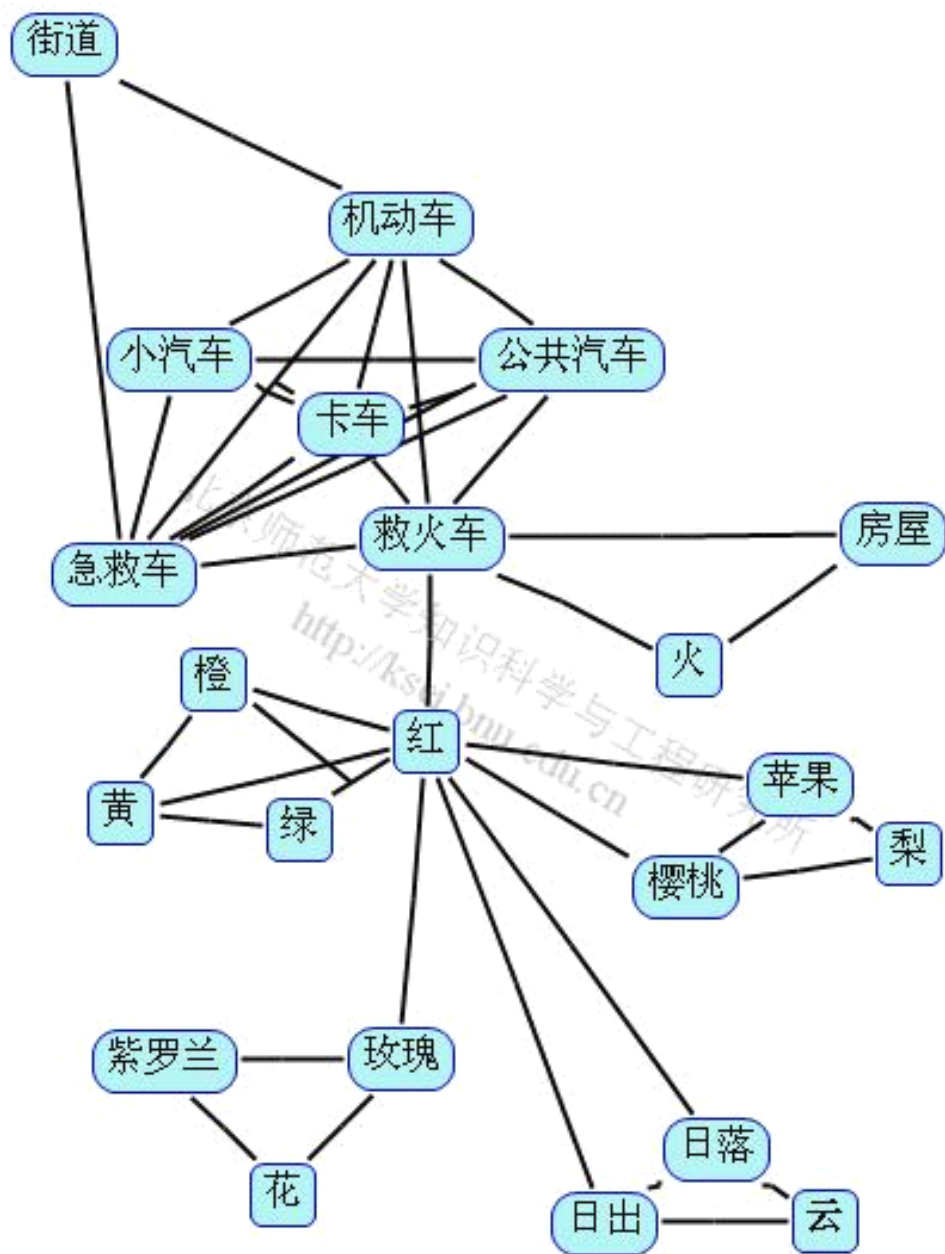 街道
机动车
小汽车
公共汽车
卡车
救火车
房屋
急救车
火
橙
红
苹果
黄
绿
梨
樱桃
紫罗兰
玫瑰
日落
花
日出
云
北京师范大学知识科学与工程研究所
http://ksei.bnu.edu.cn